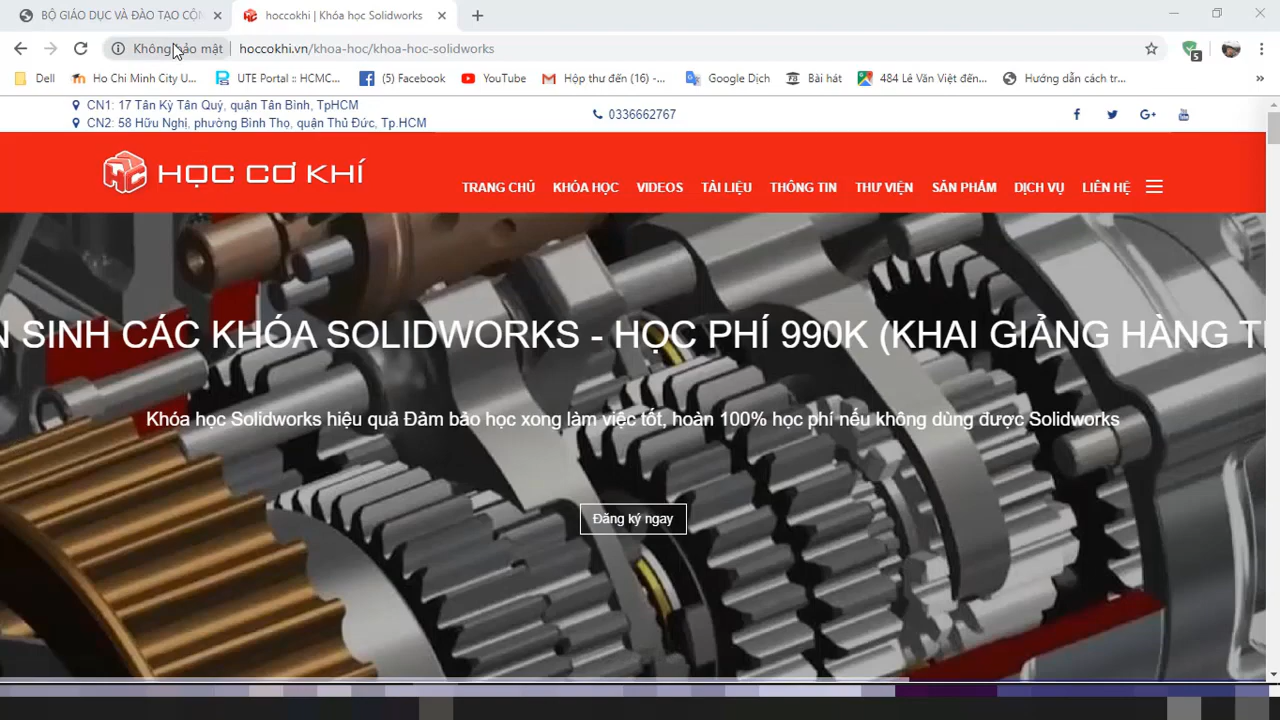 BỘ GIÁO DỤC VÀ ĐÀO TẠO CÔN
hoccokhi | Khóa học Solidworks
Không bảo mật
hoccokhi.vn/khoa-hoc/khoa-hoc-solidworks
5
Dell
Ho Chi Minh City U...
UTE Portal :: HCMC...
(5) Facebook
YouTube
Hộp thư đến (16) -...
Google Dịch
Bài hát
484 Lê Văn Việt đến...
Hướng dẫn cách tr...
»
CN1: 17 Tân Kỳ Tân Quý, quận Tân Bình, TpHCM
CN2: 58 Hữu Nghị, phường Bình Thọ, quận Thủ Đức, Tp.HCM
0336662767
HỌC CƠ KHÍ
TRANG CHỦ KHÓA HỌC VIDEOS TÀI LIỆU THÔNG TIN THƯ VIỆN SẢN PHẨM DỊCH VỤ LIÊN HỆ
N SINH CÁC KHÓA SOLIDWORKS - HỌC PHÍ 990K (KHAI GIẢNG HÀNG T
Khóa học Solidworks hiệu quả Đảm bảo học xong làm việc tốt, hoàn 100% học phí nếu không dùng được Solidworks
Đăng ký ngay